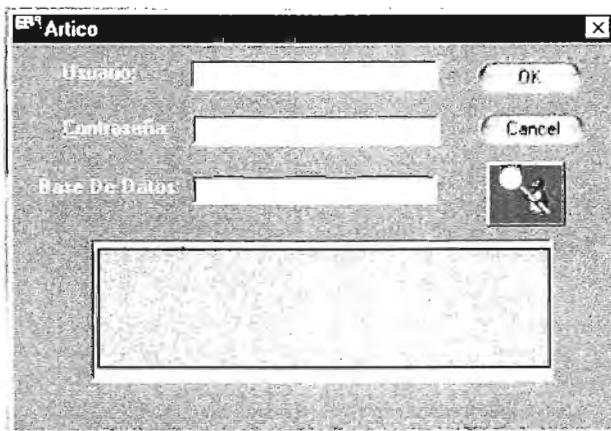 Artico
Usuario:
OK
Contraseña
Cancel
Base De Datos